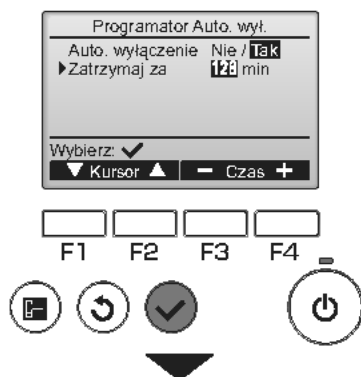 Programator Auto. wył.
Auto. wyłączenie Nie / Tak
Zatrzymaj za 120 min
Wybierz: ✔
▼ Kursor ▲ − Czas +
F1 F2 F3 F4